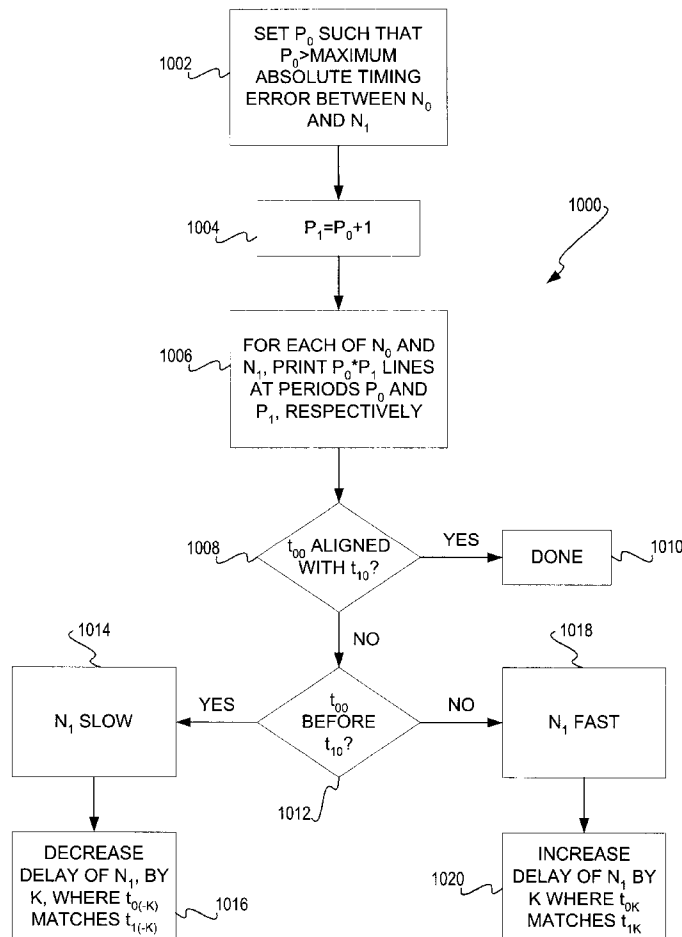 SET P₀ SUCH THAT
P₀>MAXIMUM
ABSOLUTE TIMING
ERROR BETWEEN N₀
AND N₁
1002
1000
P₁=P₀+1
1004
FOR EACH OF N₀ AND
N₁, PRINT P₀*P₁ LINES
AT PERIODS P₀ AND
P₁, RESPECTIVELY
1006
t₀₀ ALIGNED
WITH t₁₀?
1008
YES
DONE
1010
NO
1014
1018
N₁ SLOW
YES
t₀₀
BEFORE
t₁₀?
NO
N₁ FAST
1012
DECREASE
DELAY OF N₁, BY
K, WHERE t₀₍₋ₖ₎
MATCHES t₁₍₋ₖ₎
1016
INCREASE
DELAY OF N₁ BY
K WHERE t₀ₖ
MATCHES t₁ₖ
1020